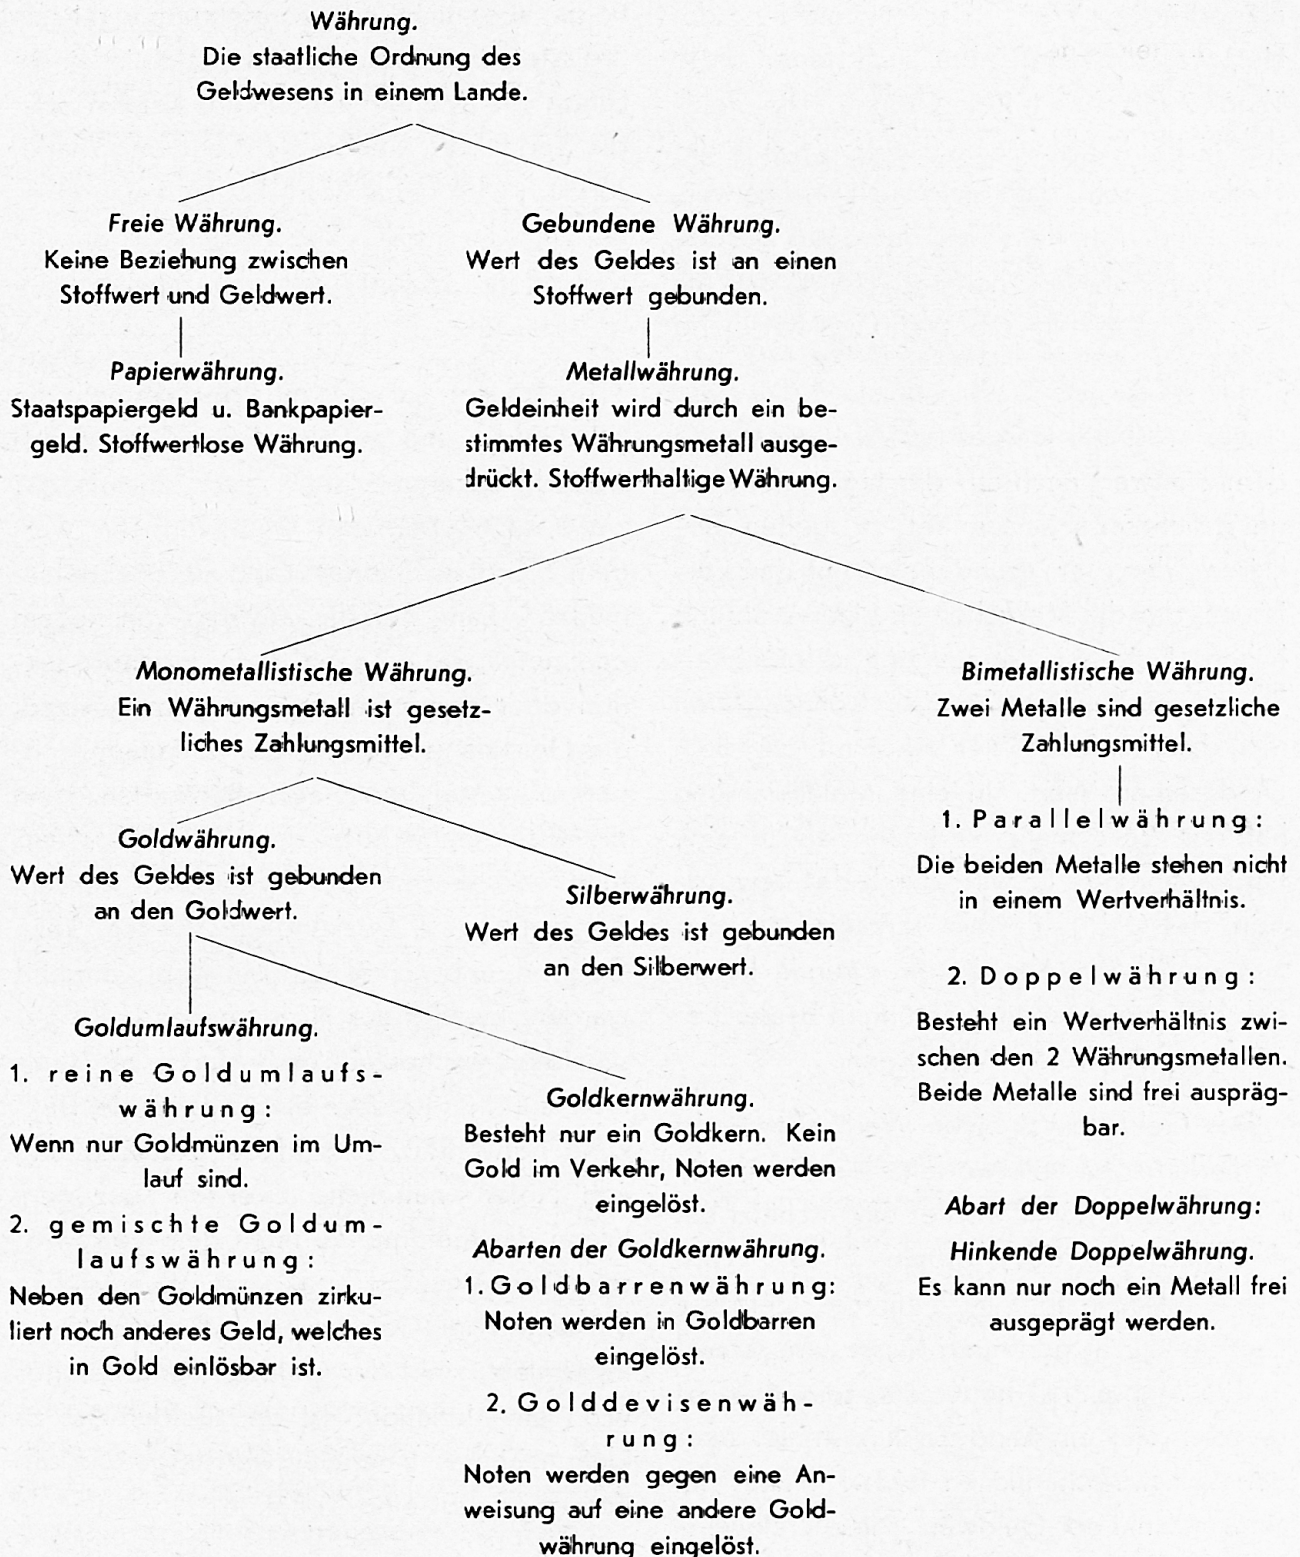 Währung.
Die staatliche Ordnung des
Geldwesens in einem Lande.
Freie Währung.
Keine Beziehung zwischen
Stoffwert und Geldwert.
Papierwährung.
Staatspapiergeld u. Bankpapier-
geld. Stoffwertlose Währung.
Gebundene Währung.
Wert des Geldes ist an einen
Stoffwert gebunden.
Metallwährung.
Geldeinheit wird durch ein be-
stimmtes Währungsmetall ausge-
drückt. Stoffwerthaltige Währung.
Monometallistische Währung.
Ein Währungsmetall ist gesetz-
liches Zahlungsmittel.
Goldwährung.
Wert des Geldes ist gebunden
an den Goldwert.
Goldumlaufswährung.
1. reine Goldumlaufs-
währung:
Wenn nur Goldmünzen im Um-
lauf sind.
2. gemischte Goldum-
laufswährung:
Neben den Goldmünzen zirku-
liert noch anderes Geld, welches
in Gold einlösbar ist.
Silberwährung.
Wert des Geldes ist gebunden
an den Silberwert.
Goldkernwährung.
Besteht nur ein Goldkern. Kein
Gold im Verkehr, Noten werden
eingelöst.
Abarten der Goldkernwährung.
1. Goldbarrenwährung:
Noten werden in Goldbarren
eingelöst.
2. Golddevisenwäh-
rung:
Noten werden gegen eine An-
weisung auf eine andere Gold-
währung eingelöst.
Bimetallistische Währung.
Zwei Metalle sind gesetzliche
Zahlungsmittel.
1. Parallelwährung:
Die beiden Metalle stehen nicht
in einem Wertverhältnis.
2. Doppelwährung:
Besteht ein Wertverhältnis zwi-
schen den 2 Währungsmetallen.
Beide Metalle sind frei aupräg-
bar.
Abart der Doppelwährung:
Hinkende Doppelwährung.
Es kann nur noch ein Metall frei
ausgeprägt werden.